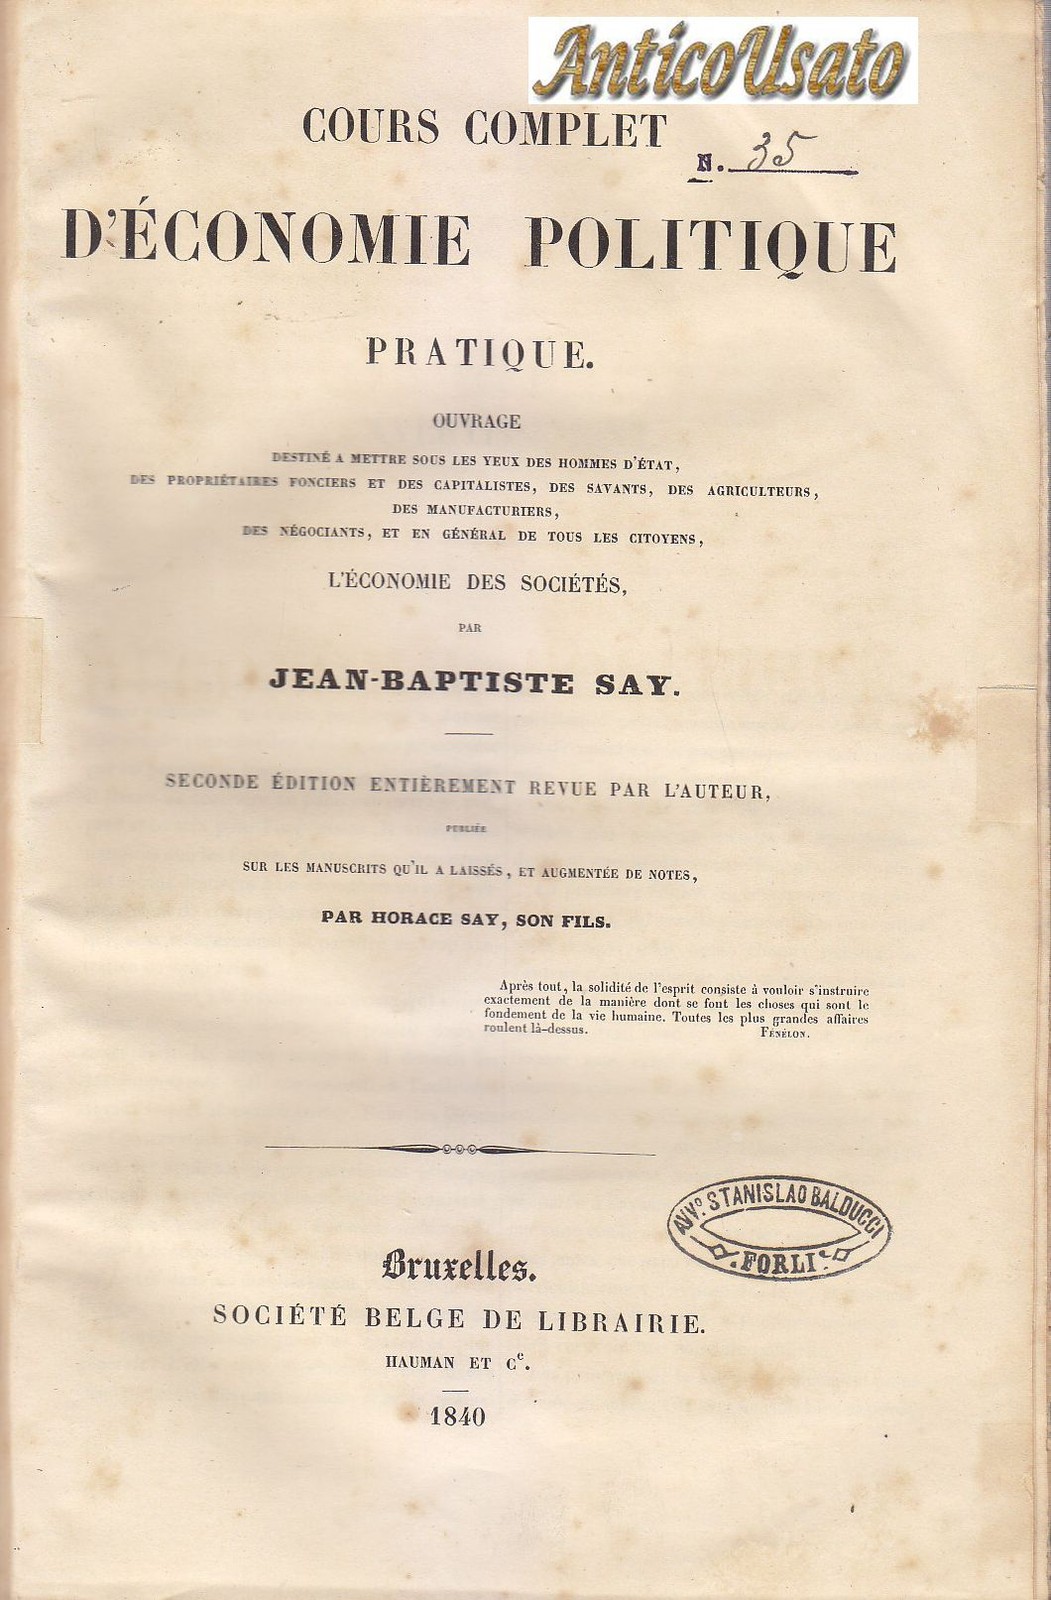 AnticoUsato
COURS COMPLET
N. 35
D'ÉCONOMIE POLITIQUE
PRATIQUE.
OUVRAGE
DESTINÉ A METTRE SOUS LES YEUX DES HOMMES D'ÉTAT,
DES PROPRIÉTAIRES FONCIERS ET DES CAPITALISTES, DES SAVANTS, DES AGRICULTEURS,
DES MANUFACTURIERS,
DES NÉGOCIANTS, ET EN GÉNÉRAL DE TOUS LES CITOYENS,
L'ÉCONOMIE DES SOCIÉTÉS,
PAR
JEAN-BAPTISTE SAY.
SECONDE ÉDITION ENTIÈREMENT REVUE PAR L'AUTEUR,
PUBLIÉE
SUR LES MANUSCRITS QU'IL A LAISSÉS, ET AUGMENTÉE DE NOTES,
PAR HORACE SAY, SON FILS.
Après tout, la solidité de l'esprit consiste à vouloir s'instruire
exactement de la manière dont se font les choses qui sont le
fondement de la vie humaine. Toutes les plus grandes affaires
roulent là-dessus. FÉNÉLON.
AVVº. STANISLAO BALDUCCI
FORLI
Bruxelles.
SOCIÉTÉ BELGE DE LIBRAIRIE.
HAUMAN ET Cᵉ.
1840